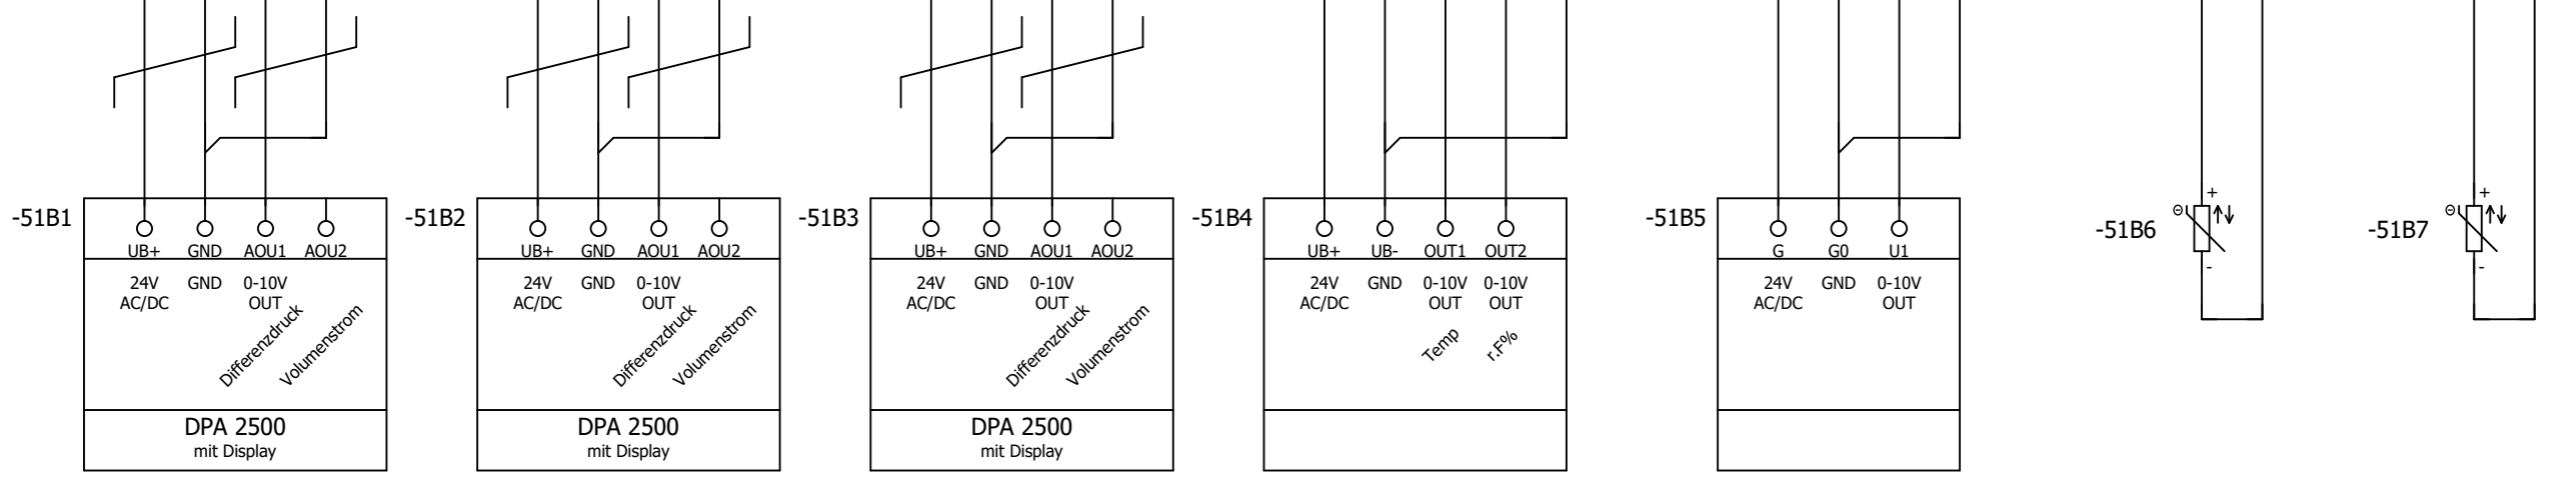 -51B1
UB+ GND AOU1 AOU2
24V AC/DC
GND
0-10V OUT
Differenzdruck
Volumenstrom
DPA 2500
mit Display
-51B2
UB+ GND AOU1 AOU2
24V AC/DC
GND
0-10V OUT
Differenzdruck
Volumenstrom
DPA 2500
mit Display
-51B3
UB+ GND AOU1 AOU2
24V AC/DC
GND
0-10V OUT
Differenzdruck
Volumenstrom
DPA 2500
mit Display
-51B4
UB+ UB- OUT1 OUT2
24V AC/DC
GND
0-10V OUT
0-10V OUT
Temp
r.F%
-51B5
G G0 U1
24V AC/DC
GND
0-10V OUT
-51B6
+
Θ
-
-51B7
+
Θ
-